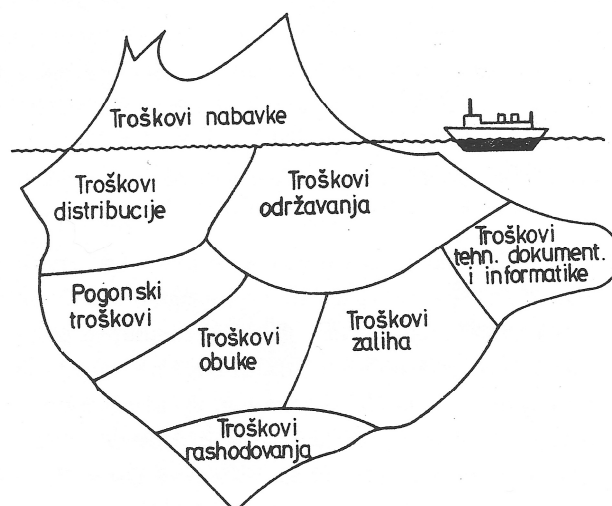 Troškovi nabavke
Troškovi
distribucije
Troškovi
održavanja
Troškovi
tehn. dokument.
i informatike
Pogonski
troškovi
Troškovi
obuke
Troškovi
zaliha
Troškovi
rashodovanja